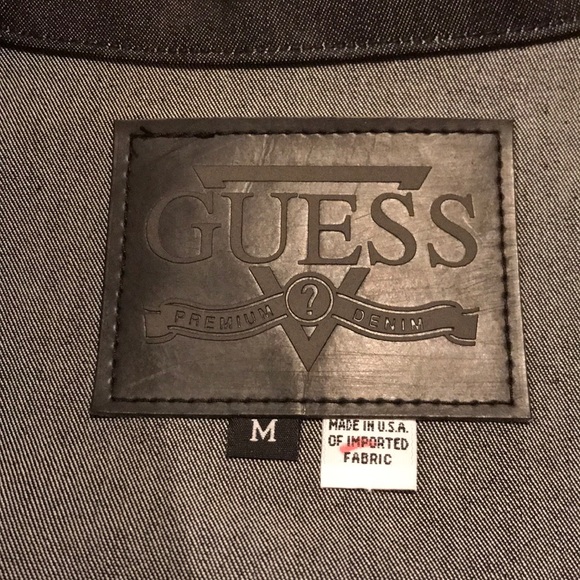 GUESS
?
PREMIUM DENIM
M
MADE IN U.S.A.
OF IMPORTED
FABRIC